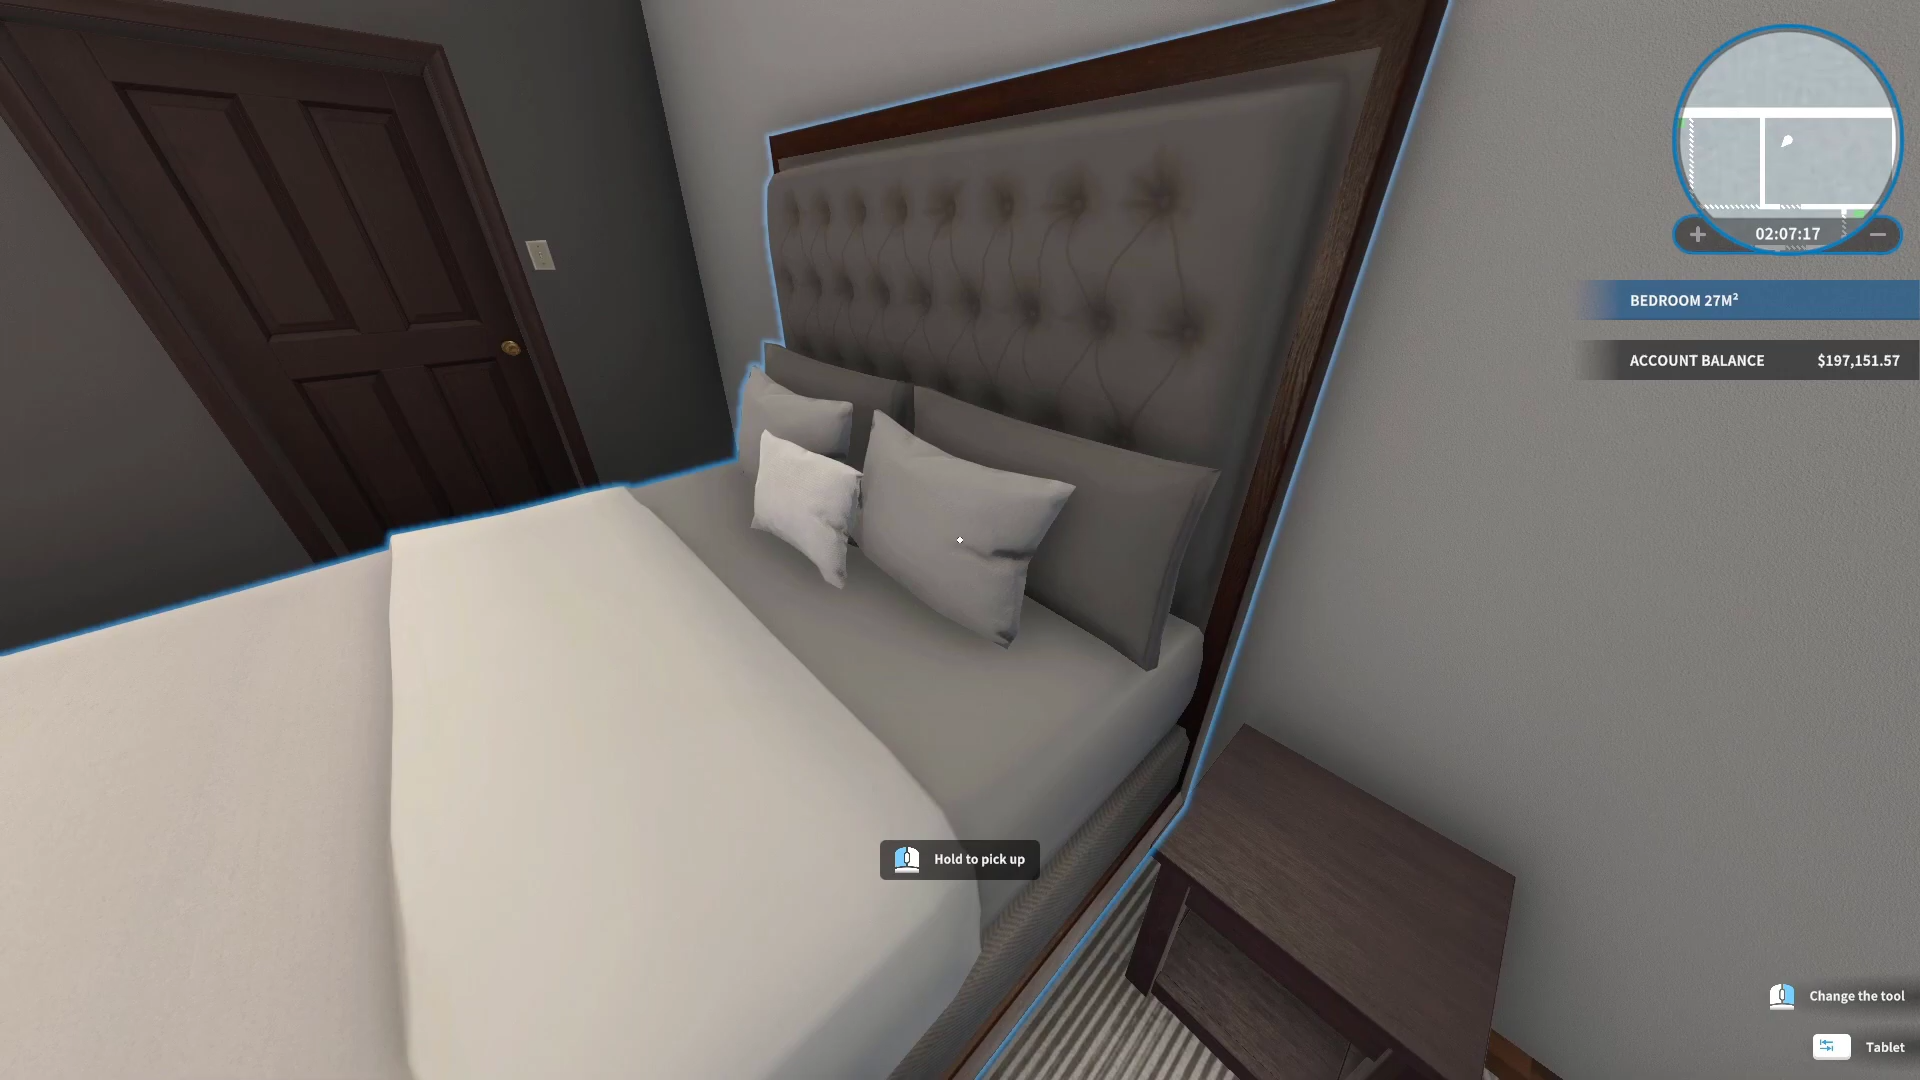 02:07:17
BEDROOM 27M²
ACCOUNT BALANCE $197,151.57
Hold to pick up
Change the tool
Tablet